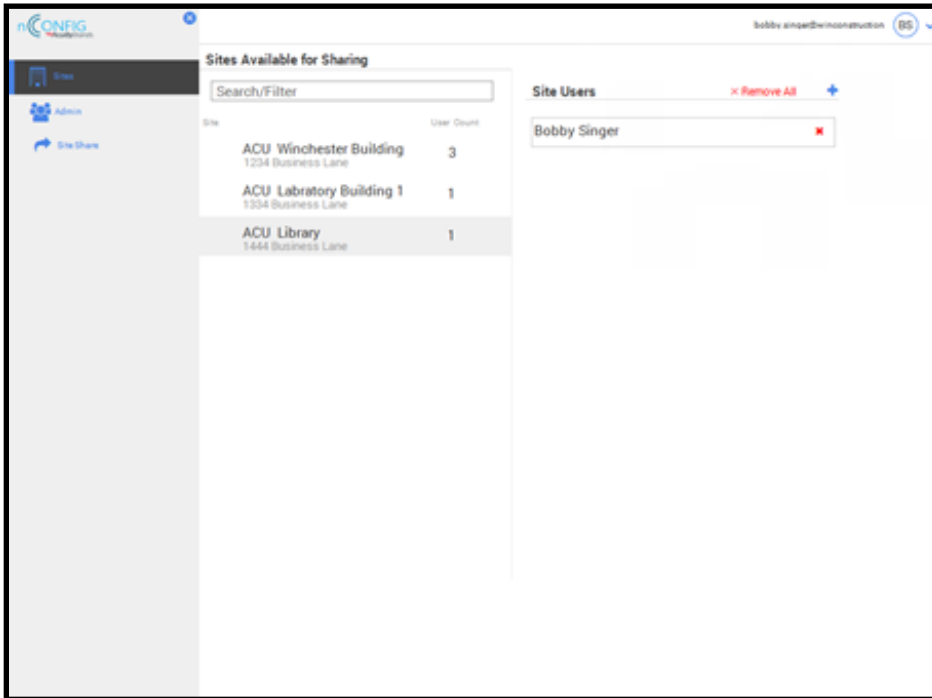 nCONFIG
bobby.singer@winconstruction
BS
Sites
Admin
Site Share
Sites Available for Sharing
Search/Filter
Site User Count
ACU Winchester Building 3
1234 Business Lane
ACU Labratory Building 1 1
1334 Business Lane
ACU Library 1
1444 Business Lane
Site Users × Remove All +
Bobby Singer